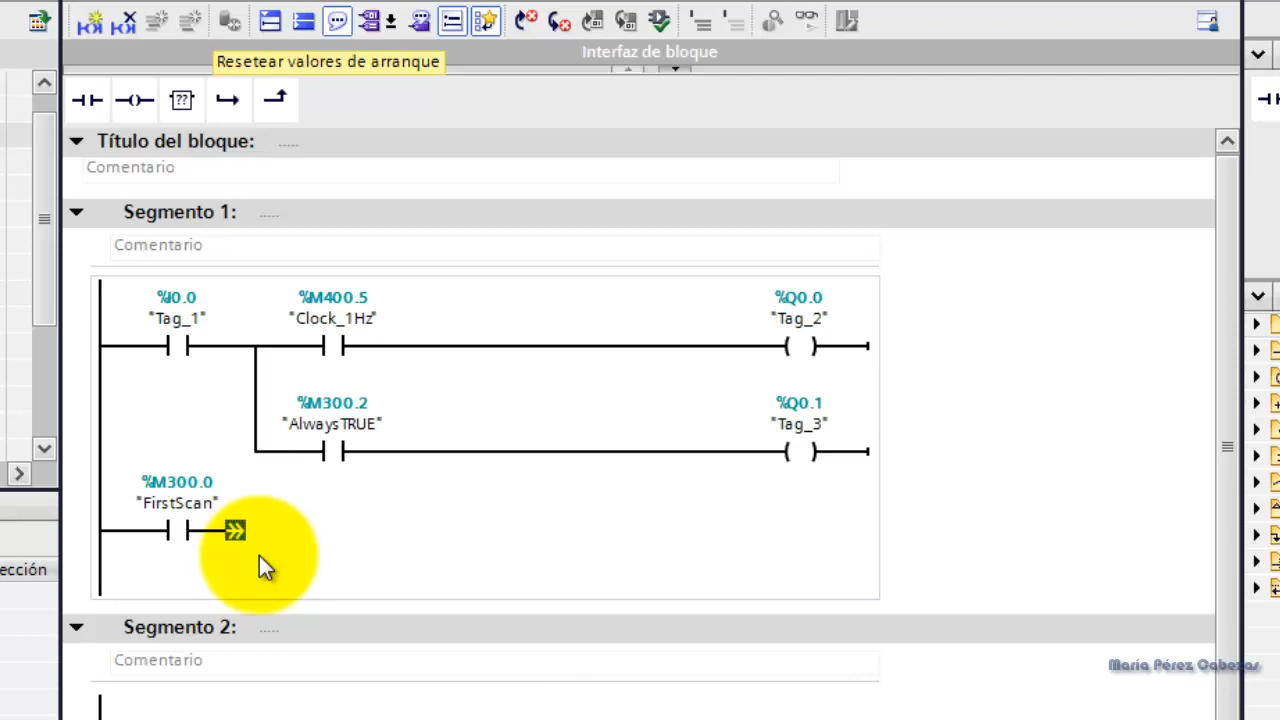 Interfaz de bloque
Resetear valores de arranque
??
Título del bloque: .....
Comentario
Segmento 1: .....
Comentario
%I0.0
"Tag_1"
%M400.5
"Clock_1Hz"
%Q0.0
"Tag_2"
%M300.2
"AlwaysTRUE"
%Q0.1
"Tag_3"
%M300.0
"FirstScan"
ección
Segmento 2: .....
Comentario
María Pérez Cabezas